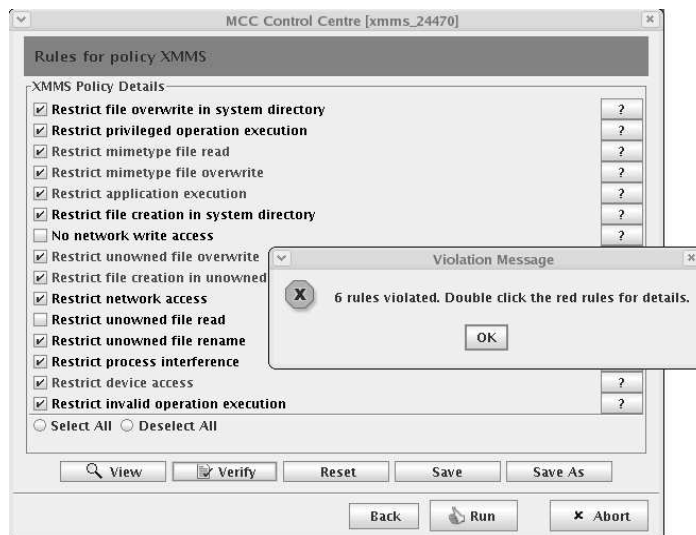 MCC Control Centre [xmms_24470]
Rules for policy XMMS
XMMS Policy Details
Restrict file overwrite in system directory ?
Restrict privileged operation execution ?
Restrict mimetype file read ?
Restrict mimetype file overwrite ?
Restrict application execution ?
Restrict file creation in system directory ?
No network write access ?
Restrict unowned file overwrite
Restrict file creation in unowned
Restrict network access
Restrict unowned file read
Restrict unowned file rename
Restrict process interference
Restrict device access ?
Restrict invalid operation execution ?
Violation Message
6 rules violated. Double click the red rules for details.
OK
Select All Deselect All
View Verify Reset Save Save As
Back Run Abort